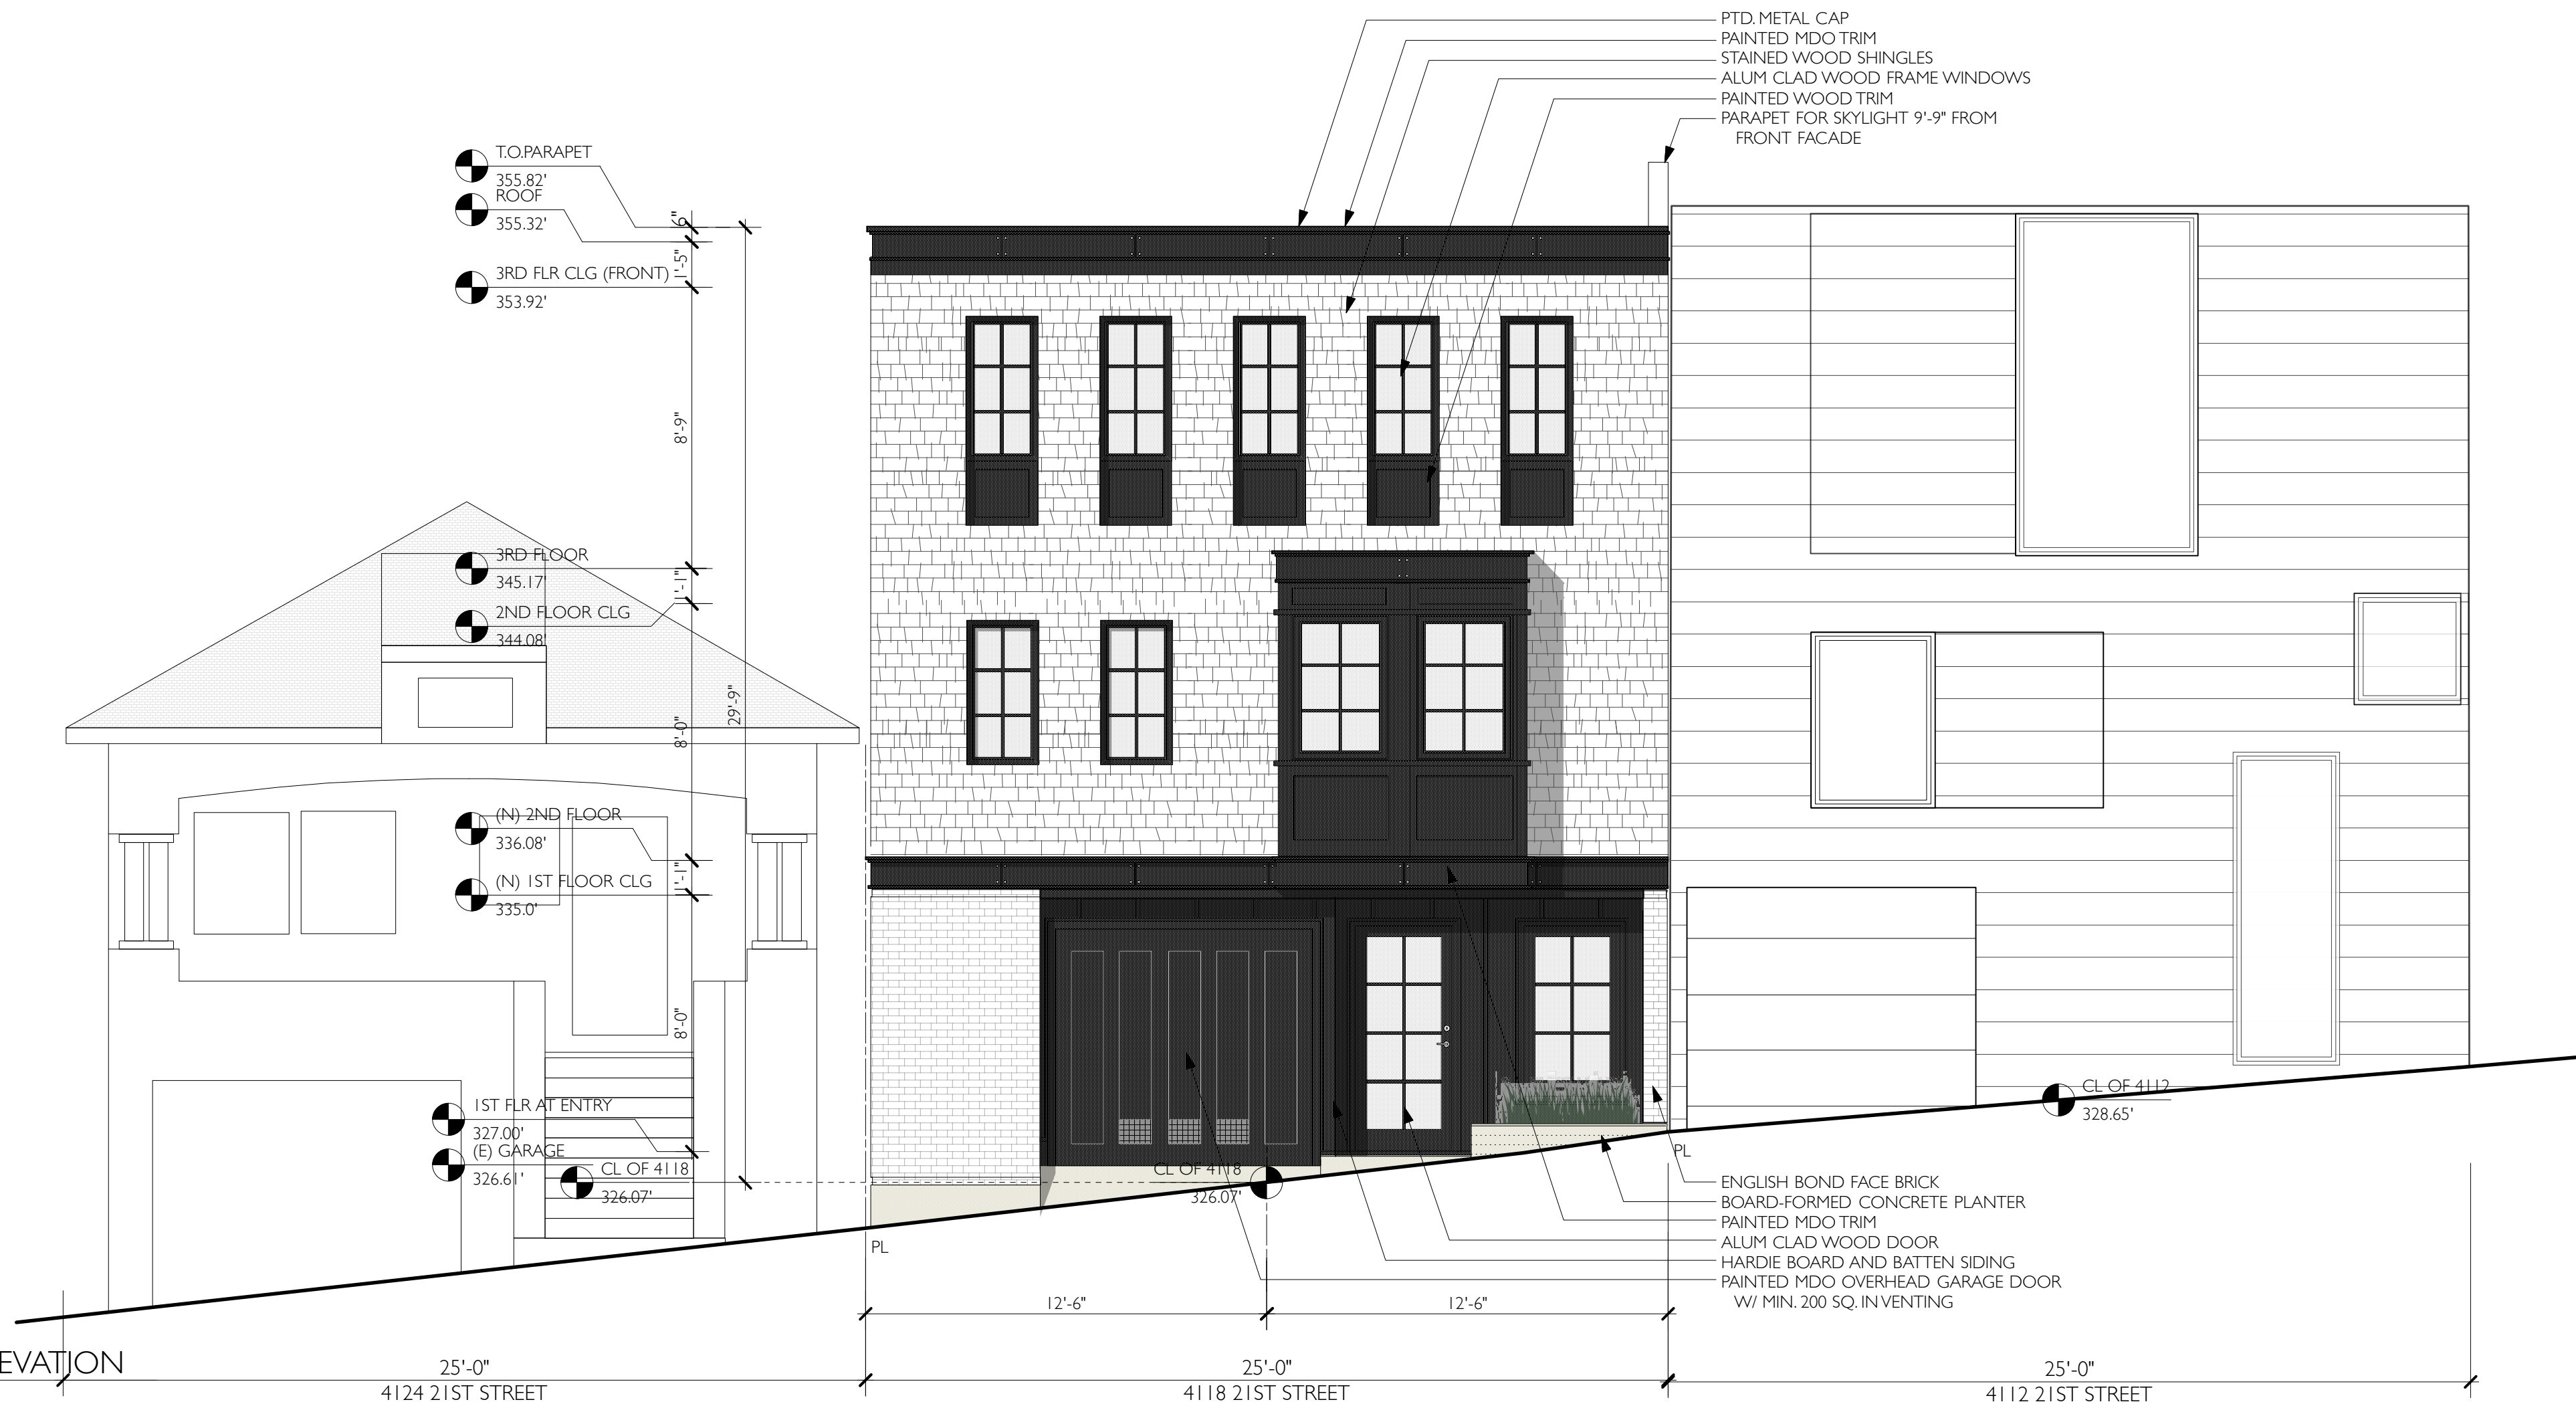 PTD. METAL CAP
PAINTED MDO TRIM
STAINED WOOD SHINGLES
ALUM CLAD WOOD FRAME WINDOWS
PAINTED WOOD TRIM
PARAPET FOR SKYLIGHT 9'-9" FROM
FRONT FACADE
T.O.PARAPET
355.82'
ROOF
355.32'
3RD FLR CLG (FRONT)
353.92'
3RD FLOOR
345.17'
2ND FLOOR CLG
344.08'
(N) 2ND FLOOR
336.08'
(N) 1ST FLOOR CLG
335.0'
1ST FLR AT ENTRY
327.00'
(E) GARAGE
326.61'
CL OF 4118
326.07'
6"
1'-5"
8'-9"
1'-1"
8'-0"
1'-1"
8'-0"
29'-9"
CL OF 4118
326.07'
CL OF 4112
328.65'
PL
PL
ENGLISH BOND FACE BRICK
BOARD-FORMED CONCRETE PLANTER
PAINTED MDO TRIM
ALUM CLAD WOOD DOOR
HARDIE BOARD AND BATTEN SIDING
PAINTED MDO OVERHEAD GARAGE DOOR
W/ MIN. 200 SQ. IN VENTING
12'-6"
12'-6"
EVATION
25'-0"
25'-0"
25'-0"
4124 21ST STREET
4118 21ST STREET
4112 21ST STREET